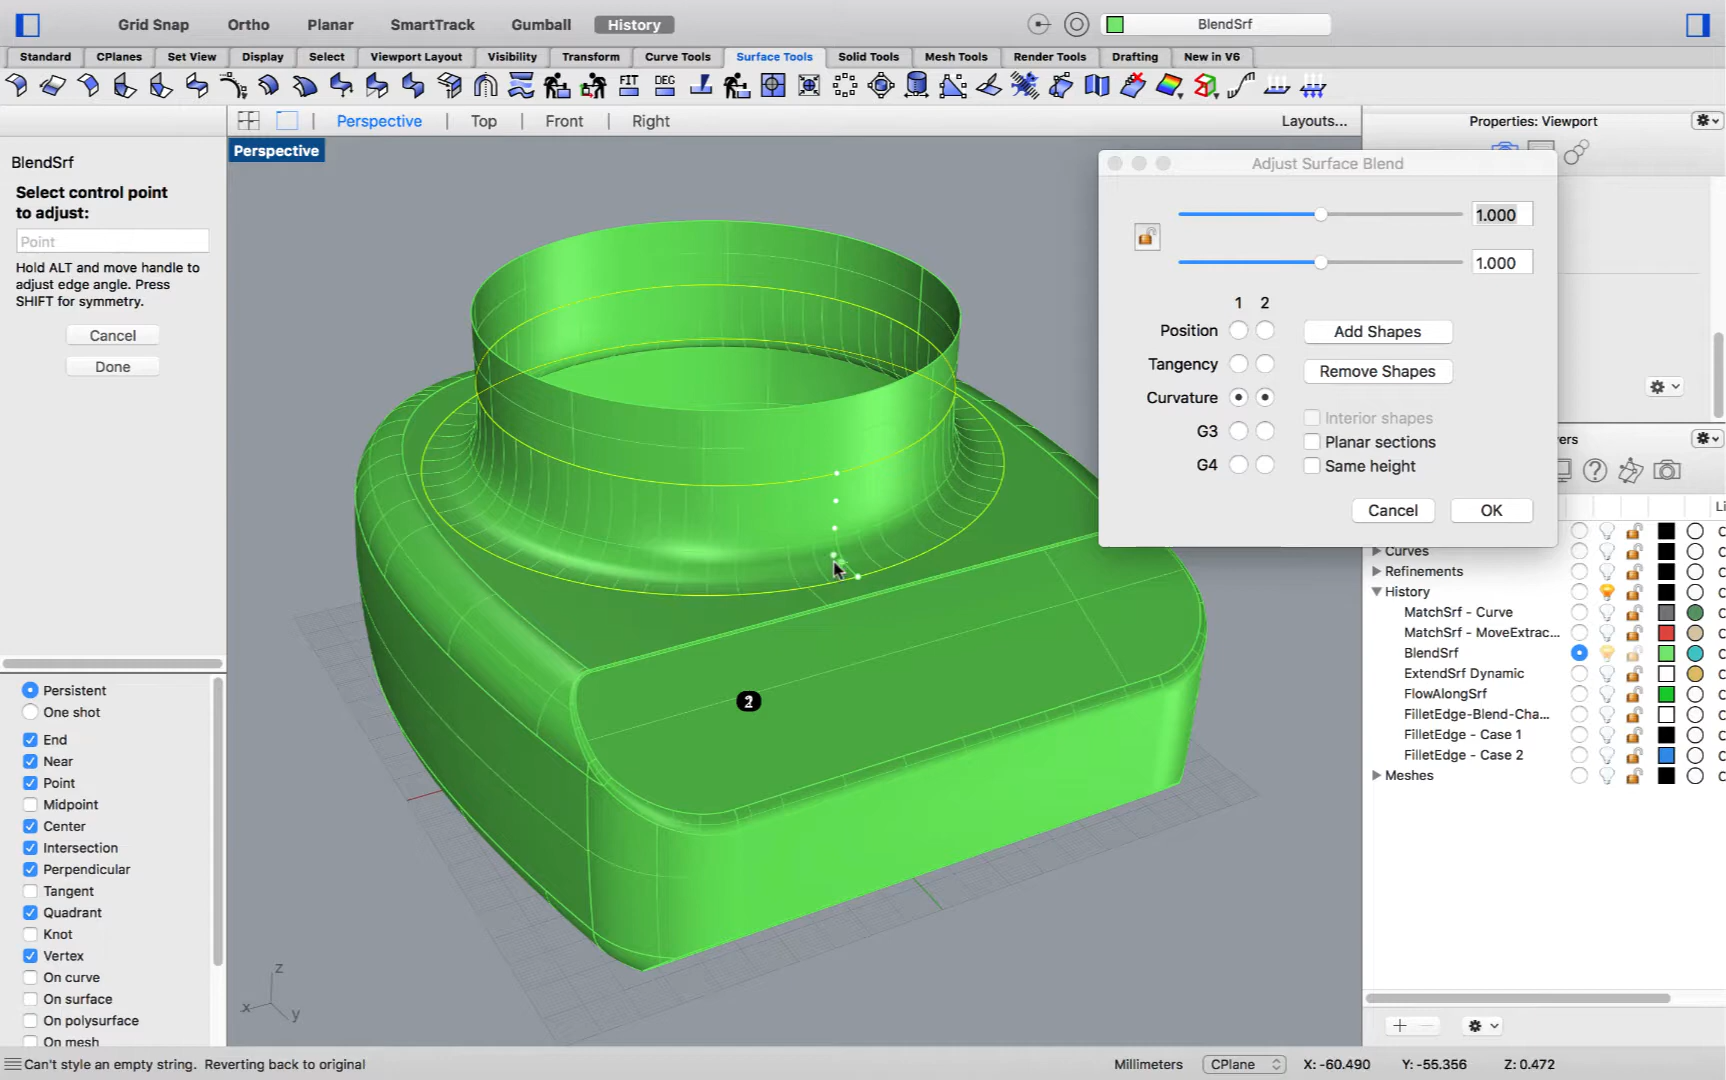 Grid Snap Ortho Planar SmartTrack Gumball History BlendSrf
Standard CPlanes Set View Display Select Viewport Layout Visibility Transform Curve Tools Surface Tools Solid Tools Mesh Tools Render Tools Drafting New in V6
FIT DEG
Perspective Top Front Right Layouts... Properties: Viewport
Perspective
BlendSrf
Select control point
to adjust:
Point
Hold ALT and move handle to
adjust edge angle. Press
SHIFT for symmetry.
Cancel
Done
Adjust Surface Blend
1.000
1.000
1 2
Position
Tangency
Curvature
G3
G4
Add Shapes
Remove Shapes
Interior shapes
Planar sections
Same height
Cancel OK
2
Curves
Refinements
History
MatchSrf - Curve
MatchSrf - MoveExtrac...
BlendSrf
ExtendSrf Dynamic
FlowAlongSrf
FilletEdge-Blend-Cha...
FilletEdge - Case 1
FilletEdge - Case 2
Meshes
Persistent
One shot
End
Near
Point
Midpoint
Center
Intersection
Perpendicular
Tangent
Quadrant
Knot
Vertex
On curve
On surface
On polysurface
On mesh
z
x
y
Can't style an empty string. Reverting back to original Millimeters CPlane X: -60.490 Y: -55.356 Z: 0.472